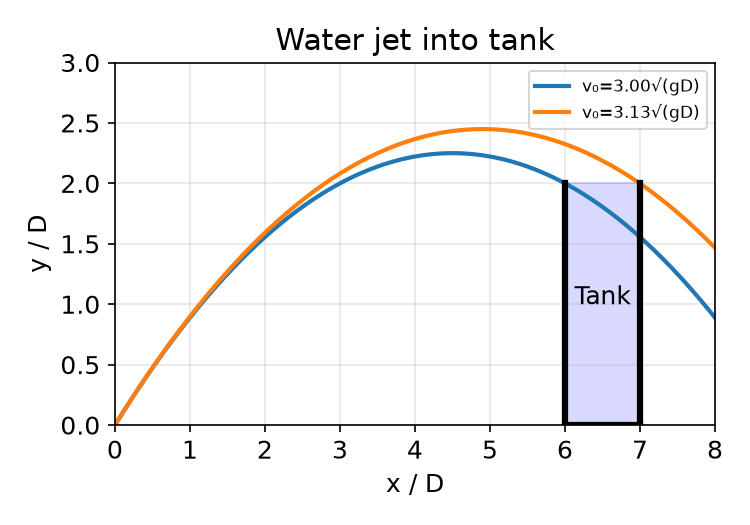 Water jet into tank
v₀=3.00√(gD)
v₀=3.13√(gD)
y / D
3.0
2.5
2.0
1.5
1.0
0.5
0.0
Tank
0 1 2 3 4 5 6 7 8
x / D